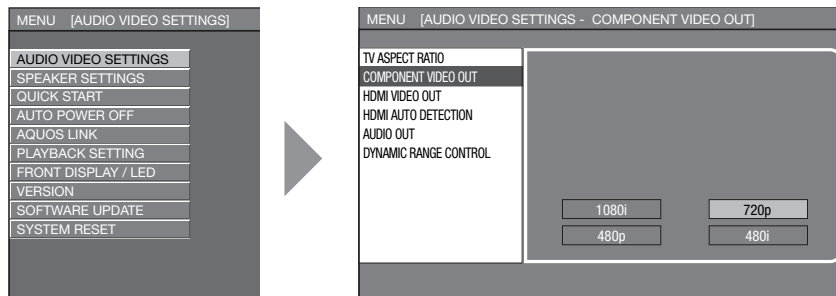 MENU [AUDIO VIDEO SETTINGS]
AUDIO VIDEO SETTINGS
SPEAKER SETTINGS
QUICK START
AUTO POWER OFF
AQUOS LINK
PLAYBACK SETTING
FRONT DISPLAY / LED
VERSION
SOFTWARE UPDATE
SYSTEM RESET
MENU [AUDIO VIDEO SETTINGS - COMPONENT VIDEO OUT]
TV ASPECT RATIO
COMPONENT VIDEO OUT
HDMI VIDEO OUT
HDMI AUTO DETECTION
AUDIO OUT
DYNAMIC RANGE CONTROL
1080i 720p
480p 480i